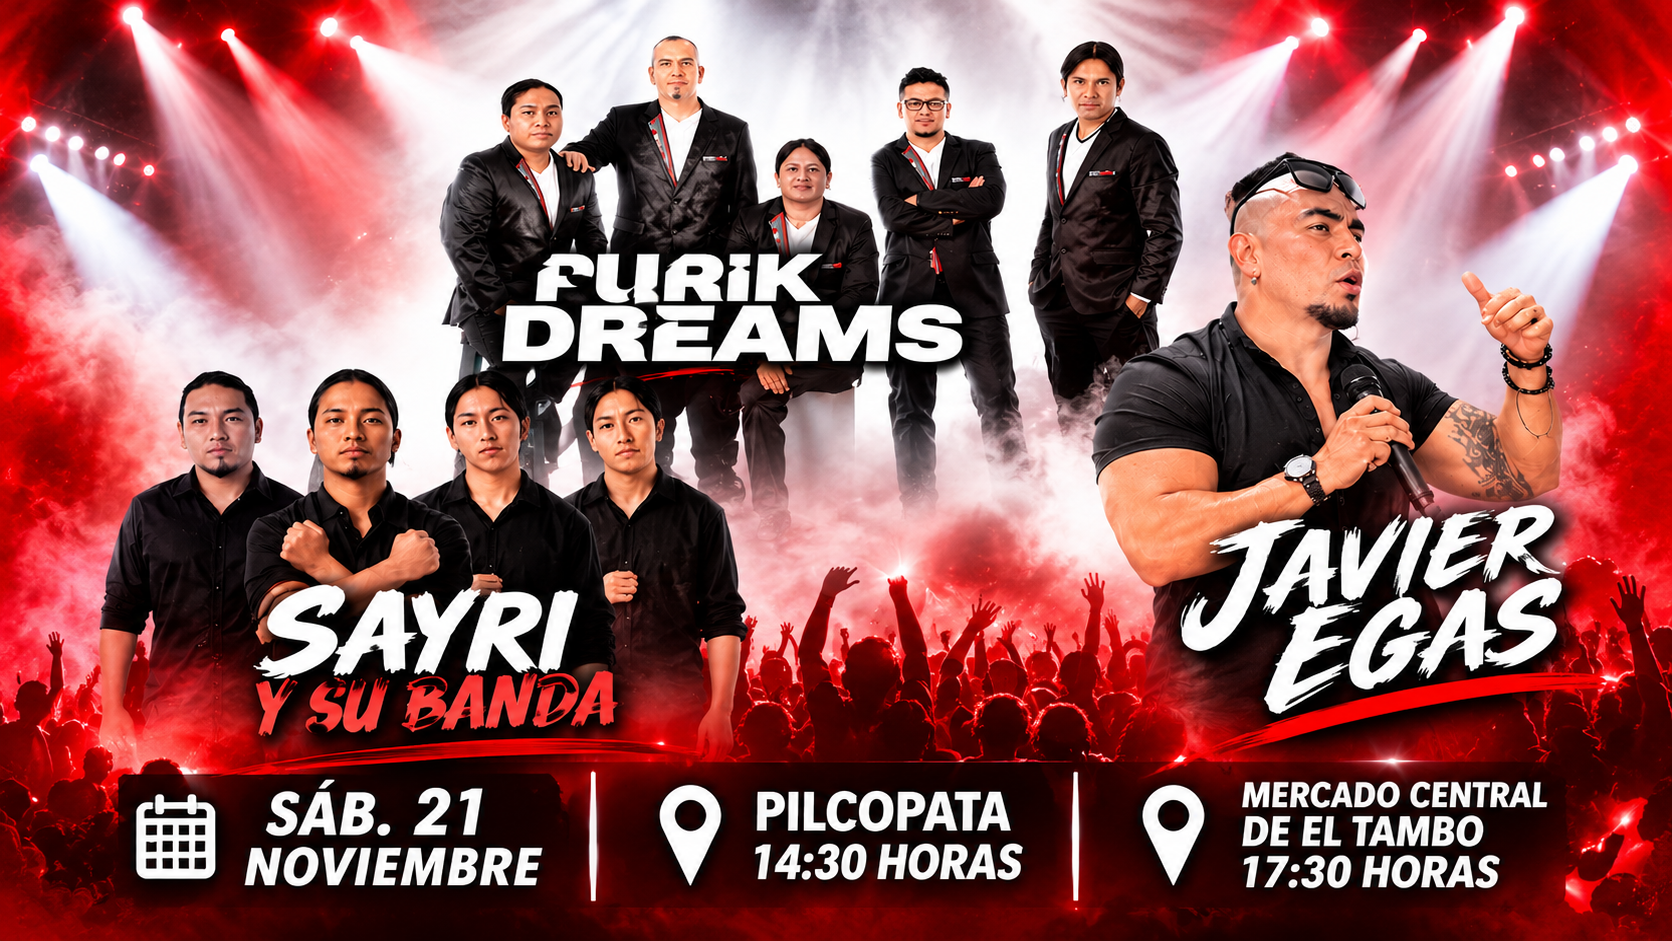 FURIK
DREAMS
SAYRI
Y SU BANDA
JAVIER
EGAS
SÁB. 21
NOVIEMBRE
PILCOPATA
14:30 HORAS
MERCADO CENTRAL
DE EL TAMBO
17:30 HORAS